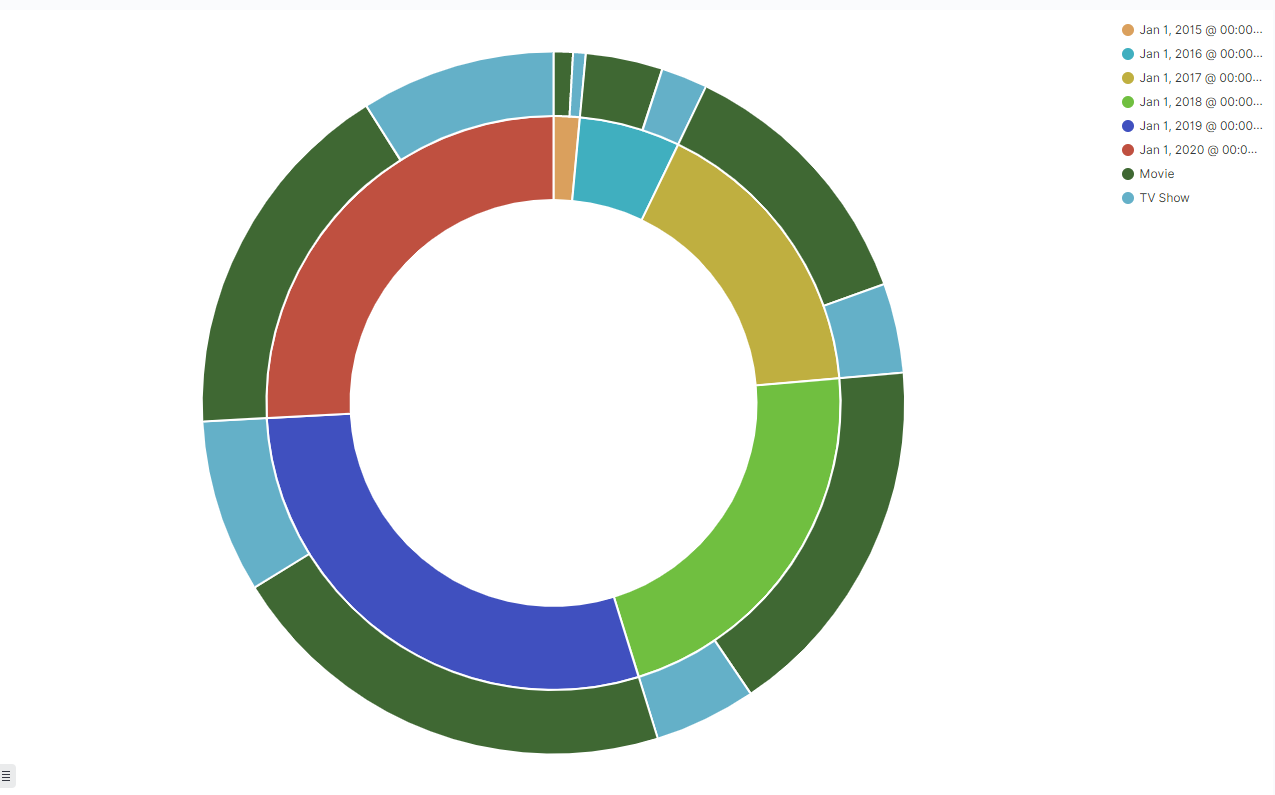 Jan 1, 2015 @ 00:00...
Jan 1, 2016 @ 00:00...
Jan 1, 2017 @ 00:00...
Jan 1, 2018 @ 00:00...
Jan 1, 2019 @ 00:00...
Jan 1, 2020 @ 00:0...
Movie
TV Show